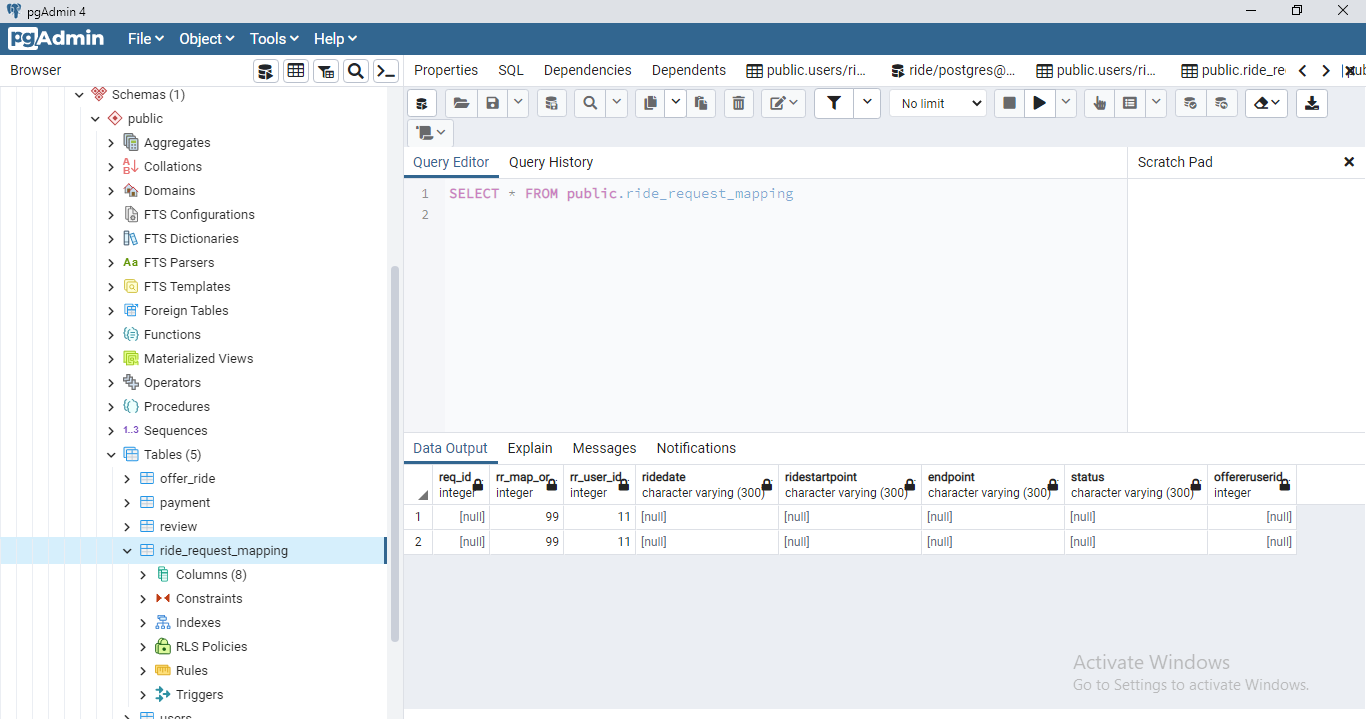 pgAdmin 4
pgAdmin File Object Tools Help
Browser
Properties SQL Dependencies Dependents public.users/ri... ride/postgres@... public.users/ri... public.ride_re
No limit
Schemas (1)
public
Aggregates
Collations
Domains
FTS Configurations
FTS Dictionaries
Aa FTS Parsers
FTS Templates
Foreign Tables
Functions
Materialized Views
Operators
Procedures
1..3 Sequences
Tables (5)
offer_ride
payment
review
ride_request_mapping
Columns (8)
Constraints
Indexes
RLS Policies
Rules
Triggers
users
Query Editor Query History
Scratch Pad
1 SELECT * FROM public.ride_request_mapping
2
Data Output Explain Messages Notifications
req_id rr_map_or rr_user_id ridedate ridestartpoint endpoint status offereruserid
integer integer integer character varying (300) character varying (300) character varying (300) character varying (300) integer
1 [null] 99 11 [null] [null] [null] [null] [null]
2 [null] 99 11 [null] [null] [null] [null] [null]
Activate Windows
Go to Settings to activate Windows.